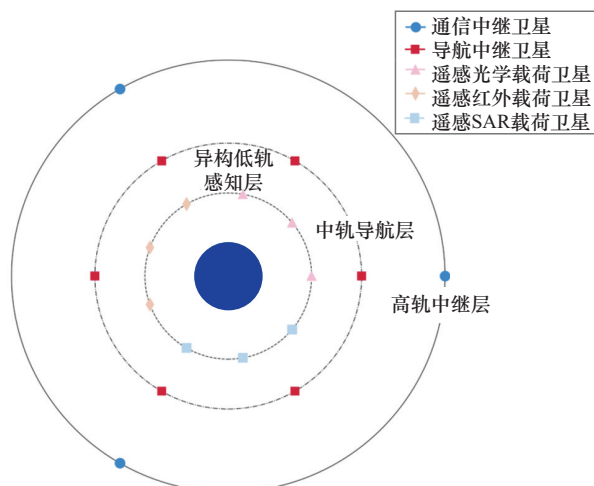 通信中继卫星
导航中继卫星
遥感光学载荷卫星
遥感红外载荷卫星
遥感SAR载荷卫星
异构低轨
感知层
中轨导航层
高轨中继层